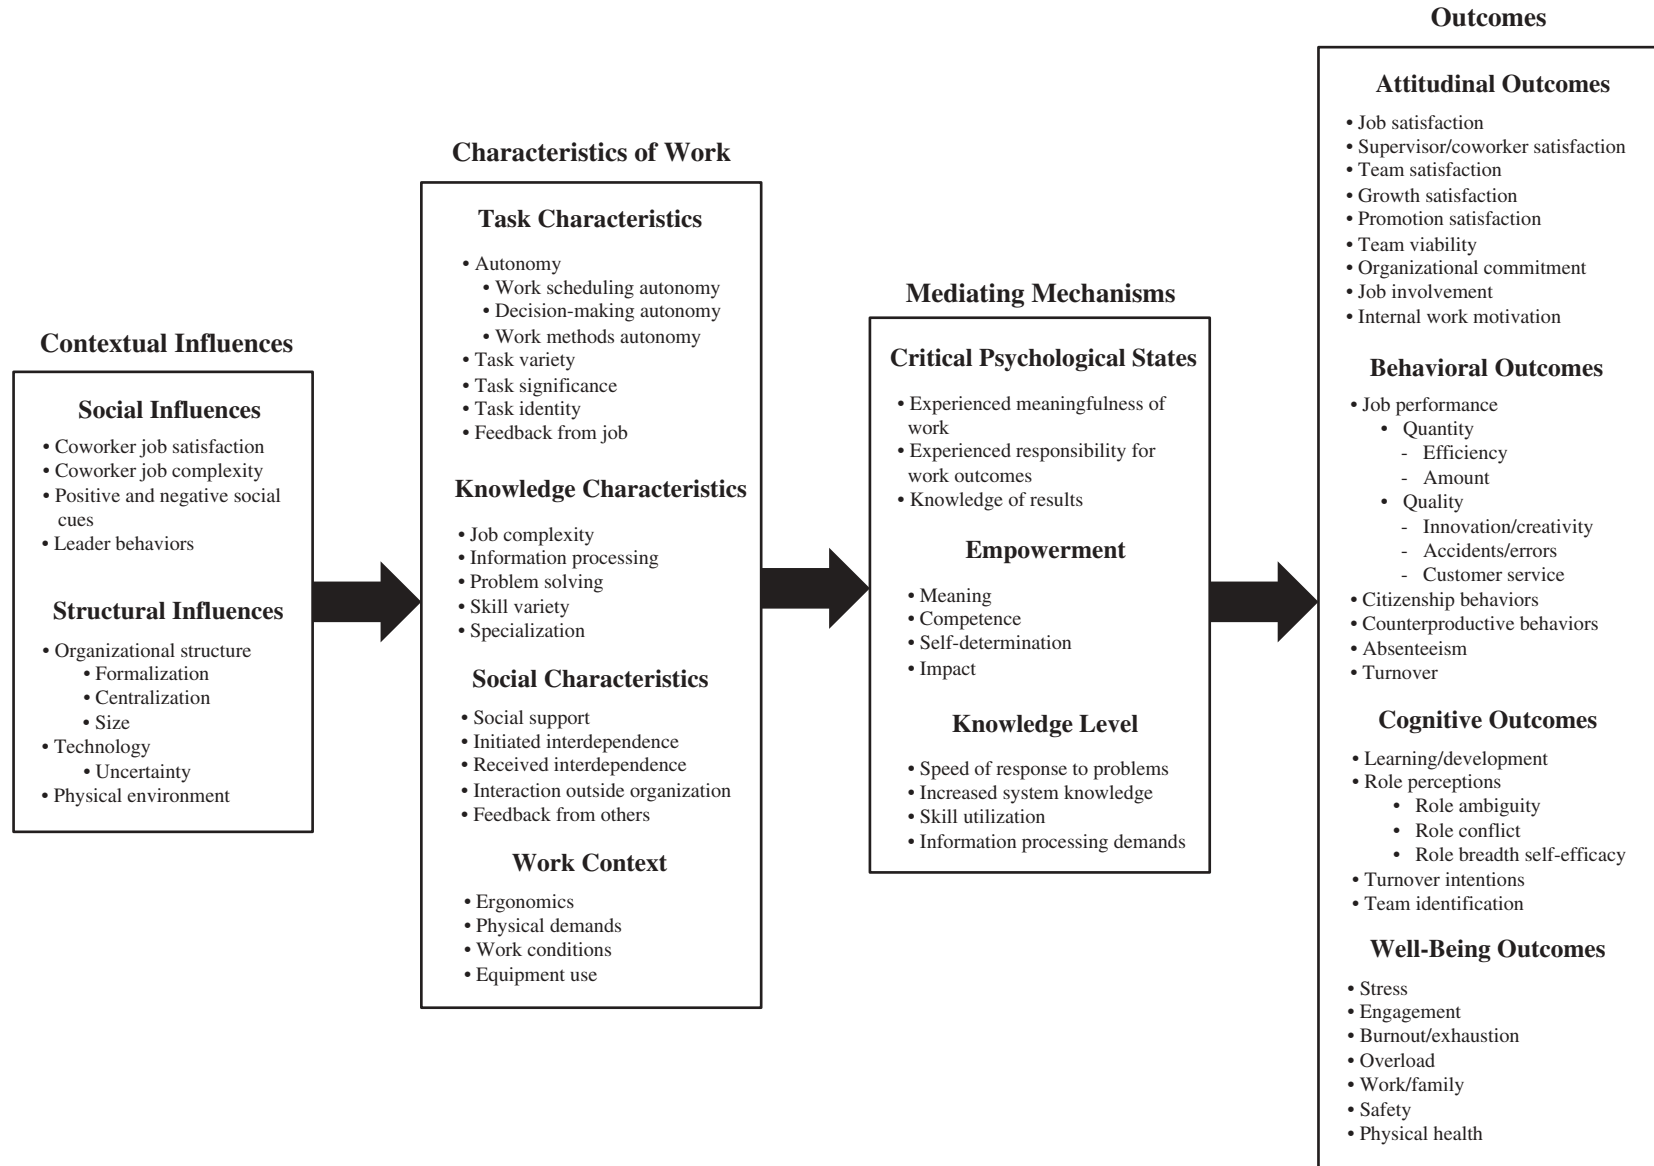 Contextual Influences
Social Influences
• Coworker job satisfaction
• Coworker job complexity
• Positive and negative social
cues
• Leader behaviors
Structural Influences
• Organizational structure
• Formalization
• Centralization
• Size
• Technology
• Uncertainty
• Physical environment
Characteristics of Work
Task Characteristics
• Autonomy
• Work scheduling autonomy
• Decision-making autonomy
• Work methods autonomy
• Task variety
• Task significance
• Task identity
• Feedback from job
Knowledge Characteristics
• Job complexity
• Information processing
• Problem solving
• Skill variety
• Specialization
Social Characteristics
• Social support
• Initiated interdependence
• Received interdependence
• Interaction outside organization
• Feedback from others
Work Context
• Ergonomics
• Physical demands
• Work conditions
• Equipment use
Mediating Mechanisms
Critical Psychological States
• Experienced meaningfulness of
work
• Experienced responsibility for
work outcomes
• Knowledge of results
Empowerment
• Meaning
• Competence
• Self-determination
• Impact
Knowledge Level
• Speed of response to problems
• Increased system knowledge
• Skill utilization
• Information processing demands
Outcomes
Attitudinal Outcomes
• Job satisfaction
• Supervisor/coworker satisfaction
• Team satisfaction
• Growth satisfaction
• Promotion satisfaction
• Team viability
• Organizational commitment
• Job involvement
• Internal work motivation
Behavioral Outcomes
• Job performance
• Quantity
- Efficiency
- Amount
• Quality
- Innovation/creativity
- Accidents/errors
- Customer service
• Citizenship behaviors
• Counterproductive behaviors
• Absenteeism
• Turnover
Cognitive Outcomes
• Learning/development
• Role perceptions
• Role ambiguity
• Role conflict
• Role breadth self-efficacy
• Turnover intentions
• Team identification
Well-Being Outcomes
• Stress
• Engagement
• Burnout/exhaustion
• Overload
• Work/family
• Safety
• Physical health